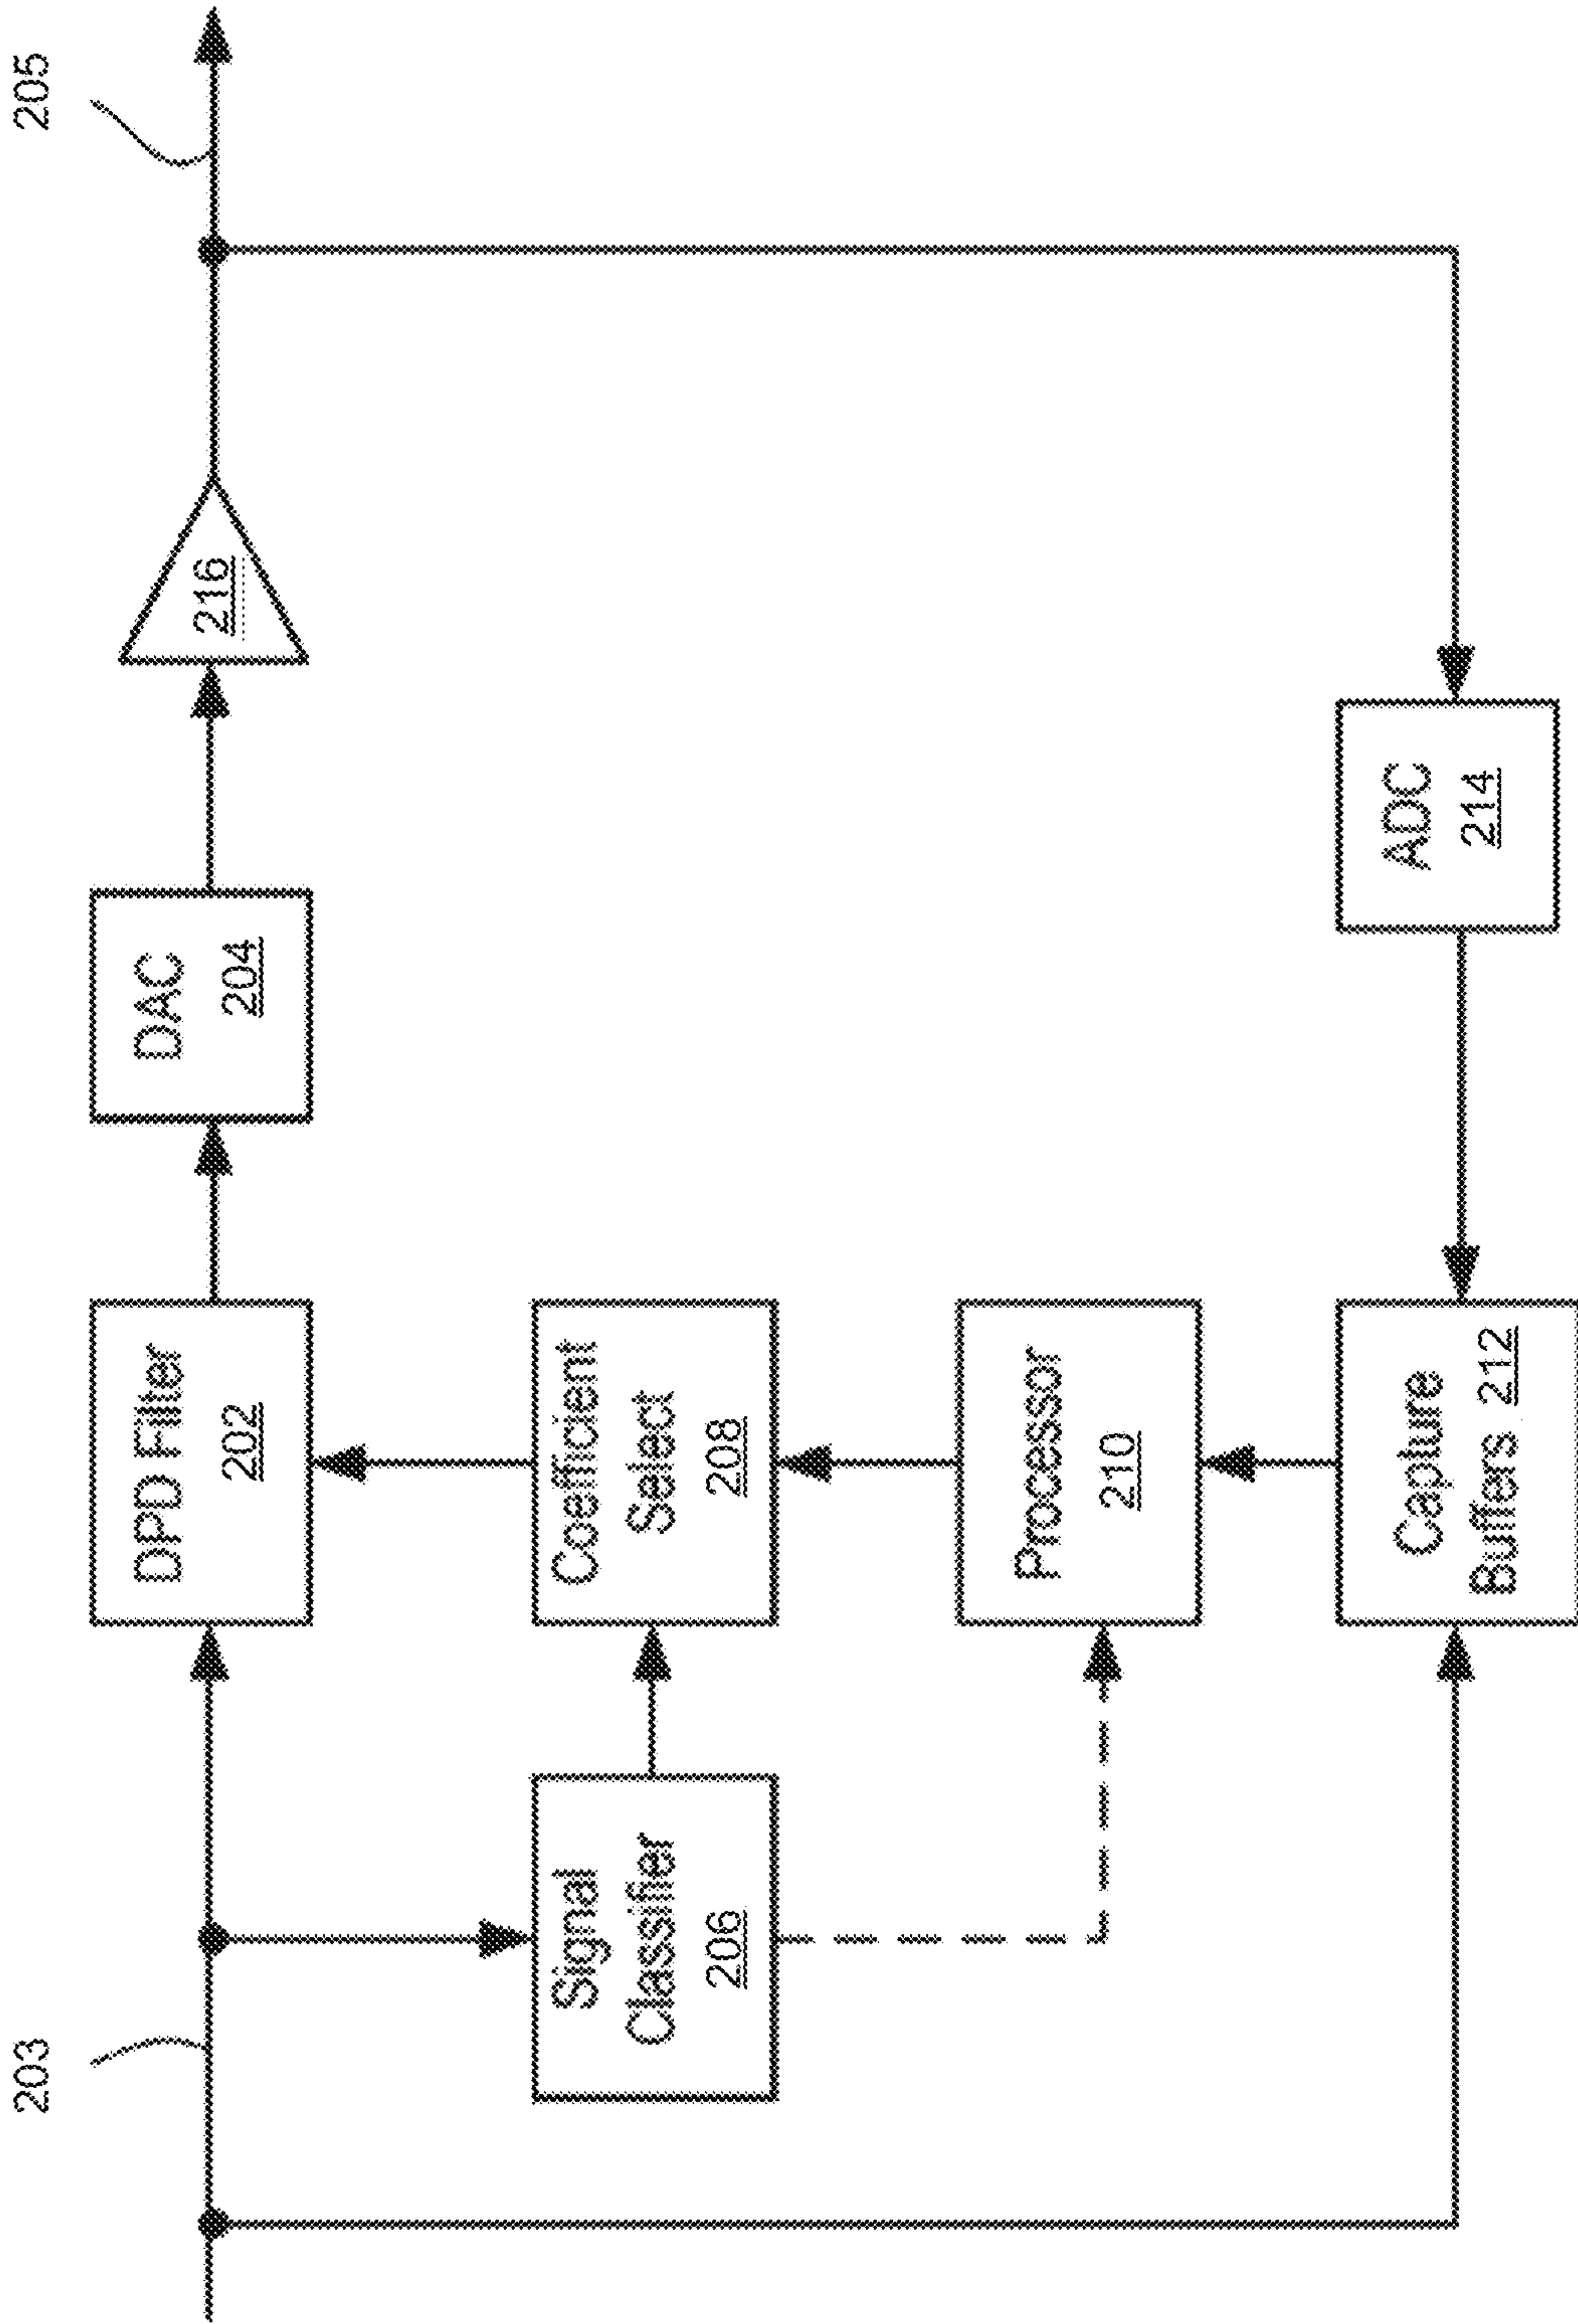 203
205
DPD Filter
202
DAC
204
216
Signal
Classifier
206
Coefficient
Select
208
Processor
210
Capture
Buffers 212
ADC
214